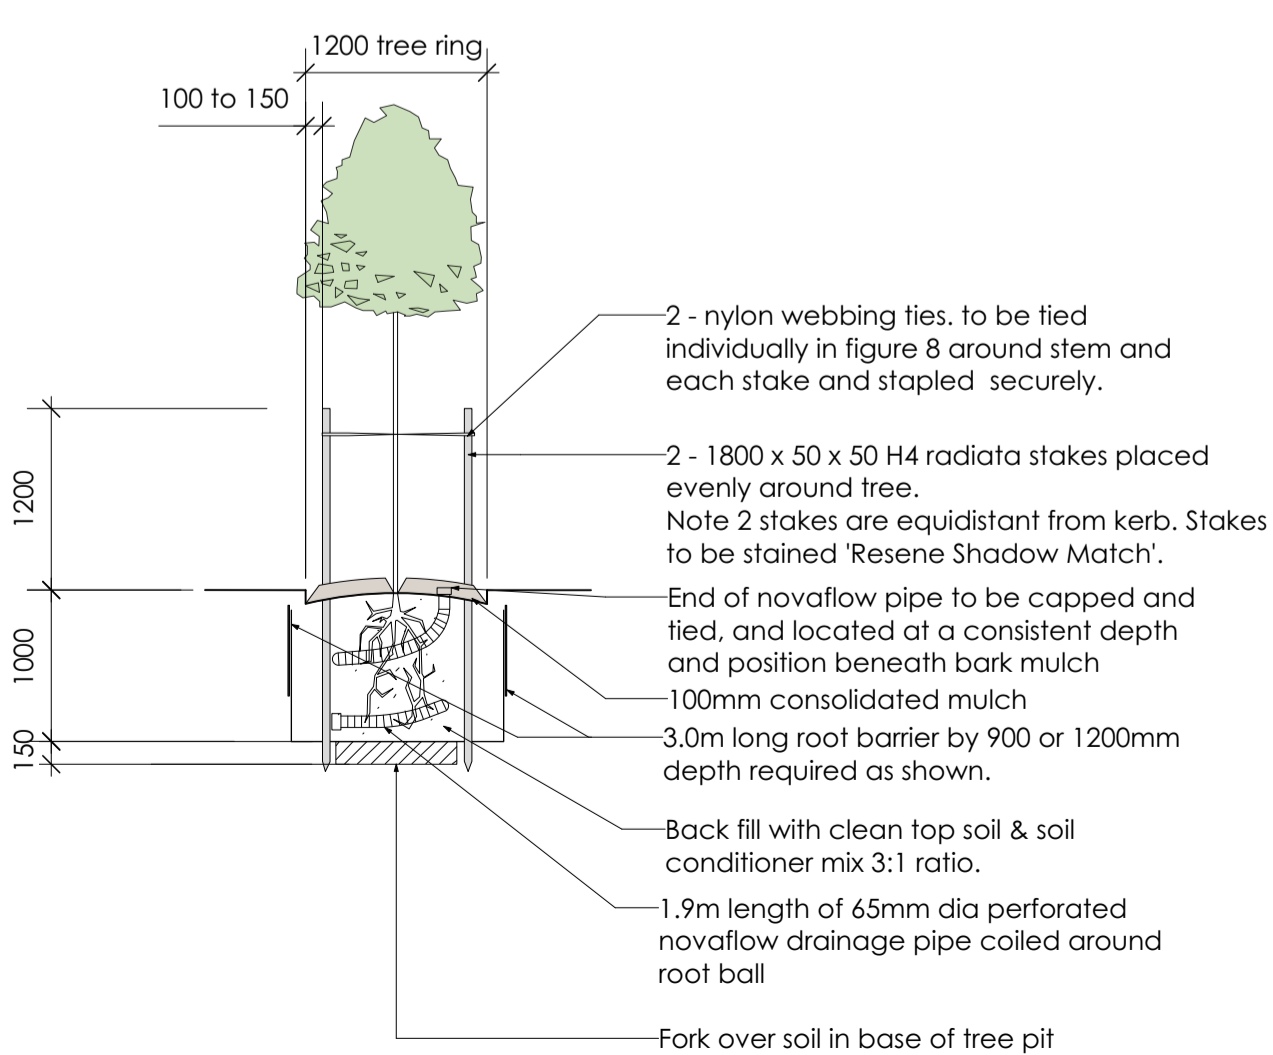 1200 tree ring
100 to 150
2 - nylon webbing ties. to be tied
individually in figure 8 around stem and
each stake and stapled securely.
2 - 1800 x 50 x 50 H4 radiata stakes placed
evenly around tree.
Note 2 stakes are equidistant from kerb. Stakes
to be stained 'Resene Shadow Match'.
End of novaflow pipe to be capped and
tied, and located at a consistent depth
and position beneath bark mulch
100mm consolidated mulch
3.0m long root barrier by 900 or 1200mm
depth required as shown.
Back fill with clean top soil & soil
conditioner mix 3:1 ratio.
1.9m length of 65mm dia perforated
novaflow drainage pipe coiled around
root ball
Fork over soil in base of tree pit
1200
1000
150